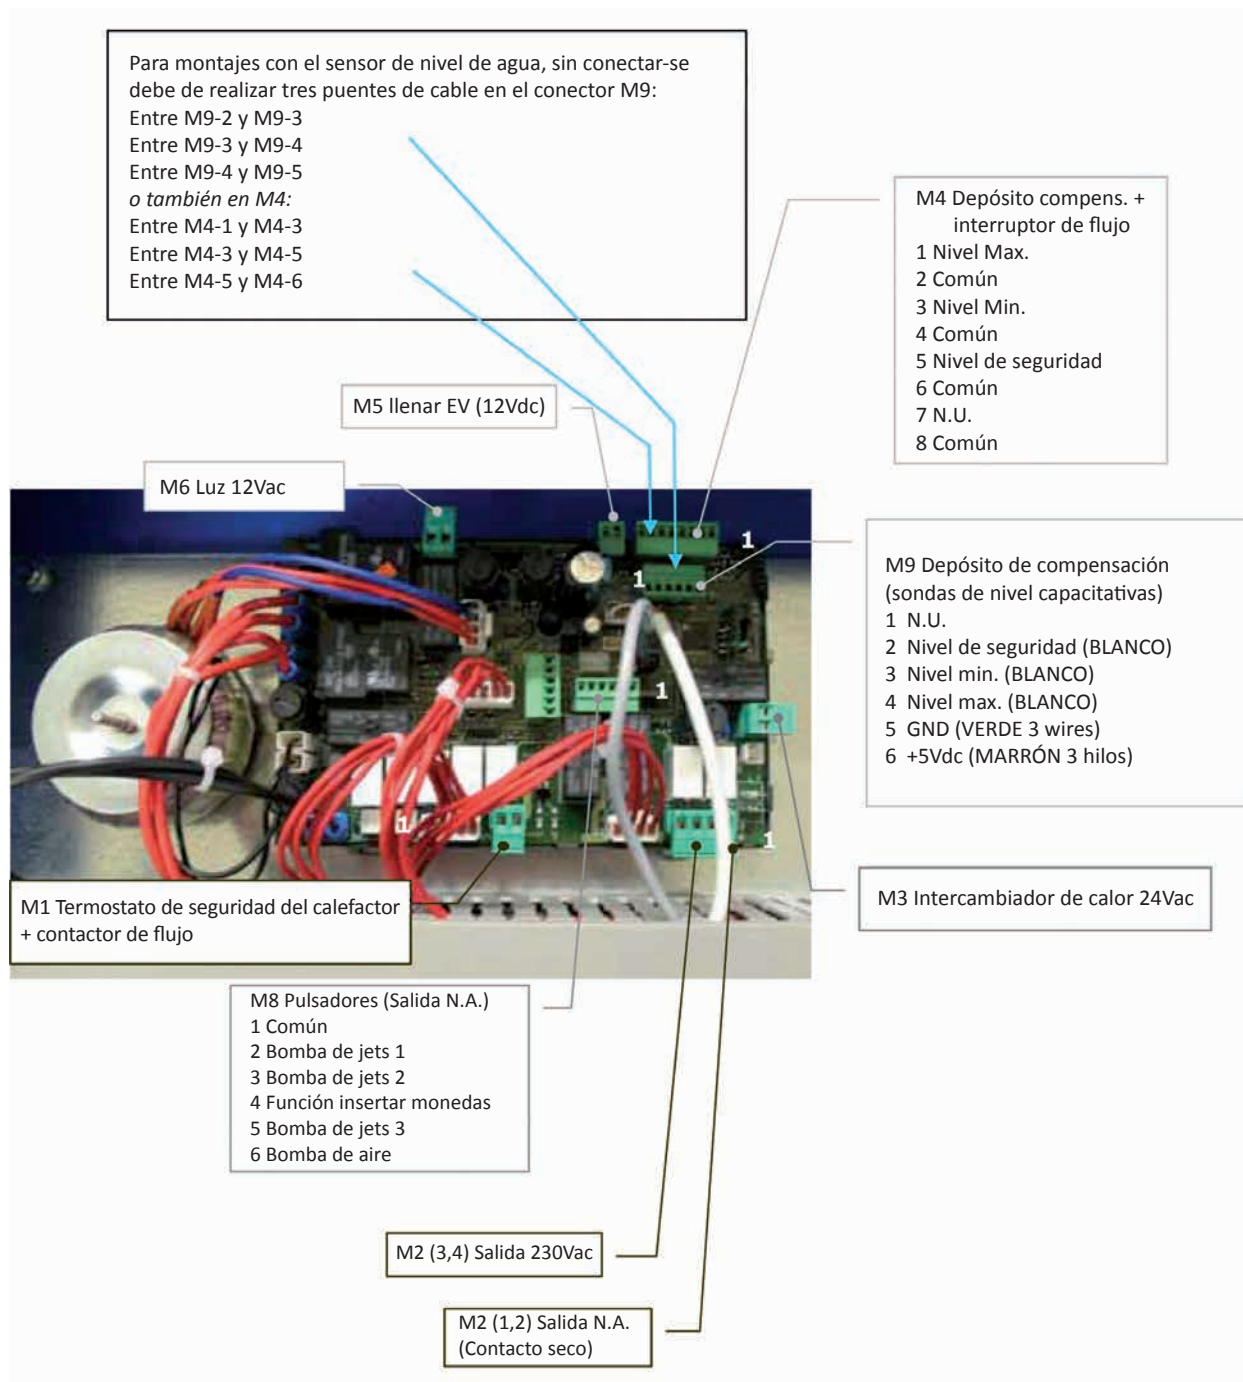 Para montajes con el sensor de nivel de agua, sin conectar-se
debe de realizar tres puentes de cable en el conector M9:
Entre M9-2 y M9-3
Entre M9-3 y M9-4
Entre M9-4 y M9-5
o también en M4:
Entre M4-1 y M4-3
Entre M4-3 y M4-5
Entre M4-5 y M4-6
M4 Depósito compens. +
interruptor de flujo
1 Nivel Max.
2 Común
3 Nivel Min.
4 Común
5 Nivel de seguridad
6 Común
7 N.U.
8 Común
M5 llenar EV (12Vdc)
M6 Luz 12Vac
1
1
1
1
1
M9 Depósito de compensación
(sondas de nivel capacitativas)
1 N.U.
2 Nivel de seguridad (BLANCO)
3 Nivel min. (BLANCO)
4 Nivel max. (BLANCO)
5 GND (VERDE 3 wires)
6 +5Vdc (MARRÓN 3 hilos)
M3 Intercambiador de calor 24Vac
M1 Termostato de seguridad del calefactor
+ contactor de flujo
M8 Pulsadores (Salida N.A.)
1 Común
2 Bomba de jets 1
3 Bomba de jets 2
4 Función insertar monedas
5 Bomba de jets 3
6 Bomba de aire
M2 (3,4) Salida 230Vac
M2 (1,2) Salida N.A.
(Contacto seco)